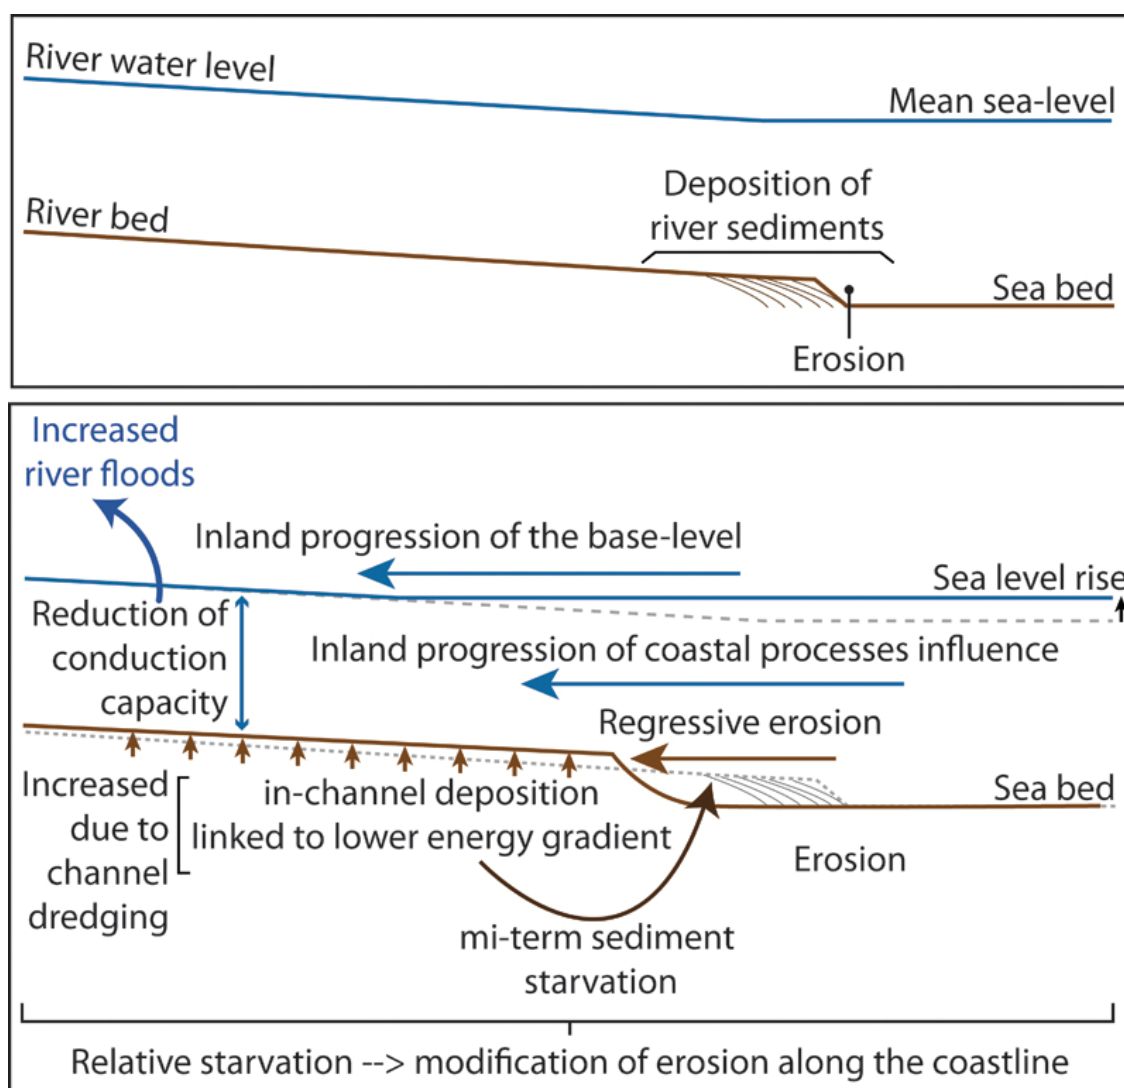 River water level
Mean sea-level
Deposition of
river sediments
River bed
Sea bed
Erosion
Increased
river floods
Inland progression of the base-level
Sea level rise
Reduction of
conduction
capacity
Inland progression of coastal processes influence
Regressive erosion
Increased
due to
channel
dredging
in-channel deposition
linked to lower energy gradient
Sea bed
Erosion
mi-term sediment
starvation
Relative starvation --> modification of erosion along the coastline